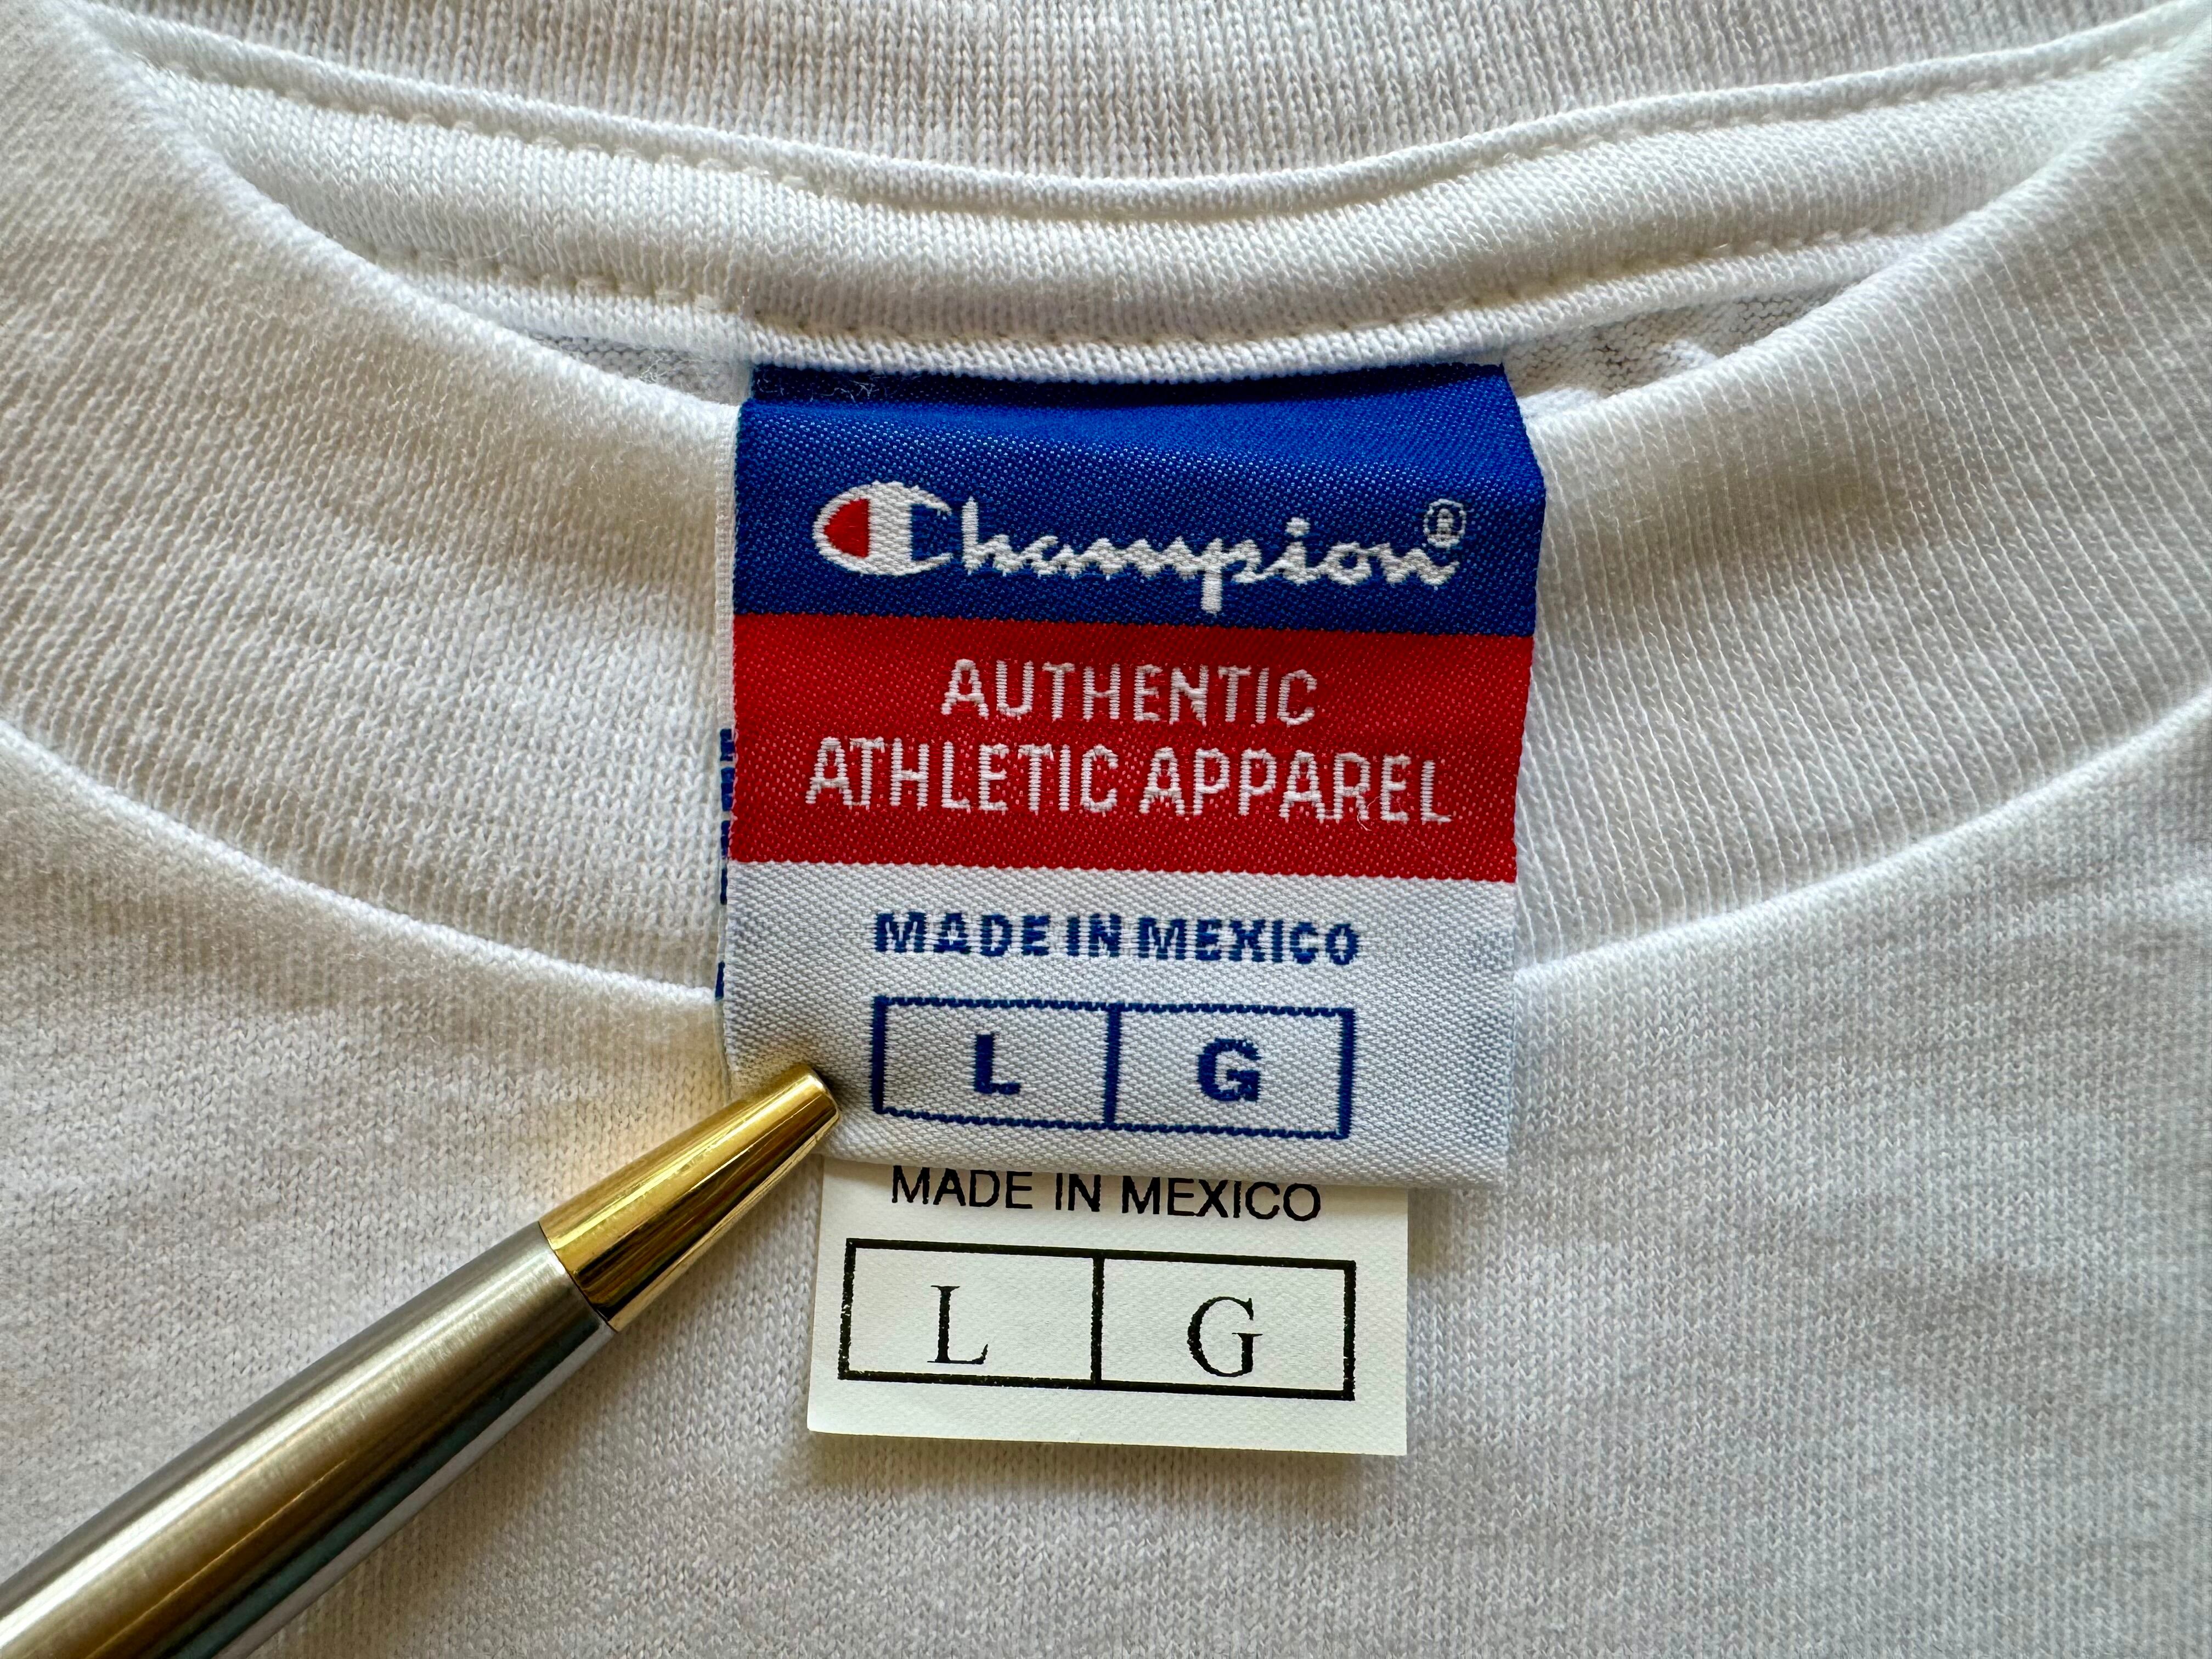 Champion®
AUTHENTIC
ATHLETIC APPAREL
MADE IN MEXICO
L G
MADE IN MEXICO
L G